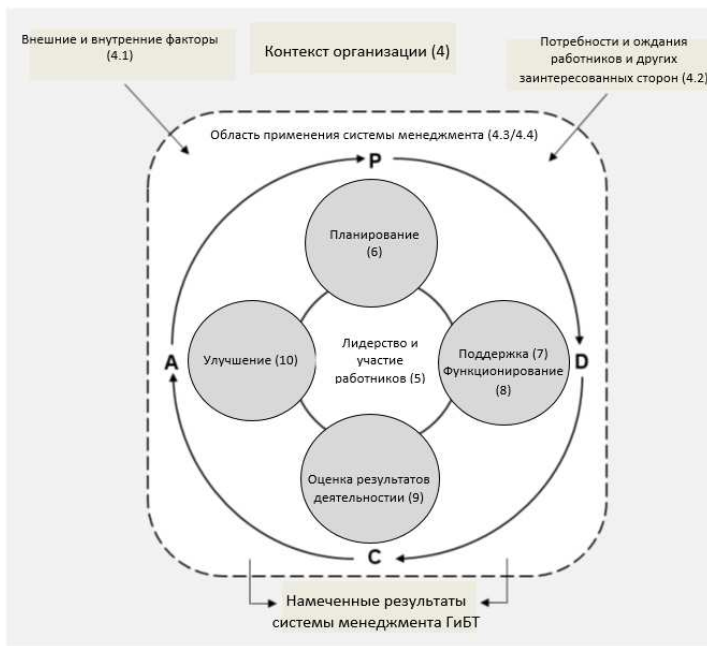 Внешние и внутренние факторы
(4.1)
Контекст организации (4)
Потребности и ождания
работников и других
заинтересованных сторон (4.2)
Область применения системы менеджмента (4.3/4.4)
P
Планирование
(6)
A
Улучшение (10)
Лидерство и
участие
работников (5)
Поддержка (7)
Функционирование
(8)
D
Оценка результатов
деятельностии (9)
C
Намеченные результаты
системы менеджмента ГиБТ